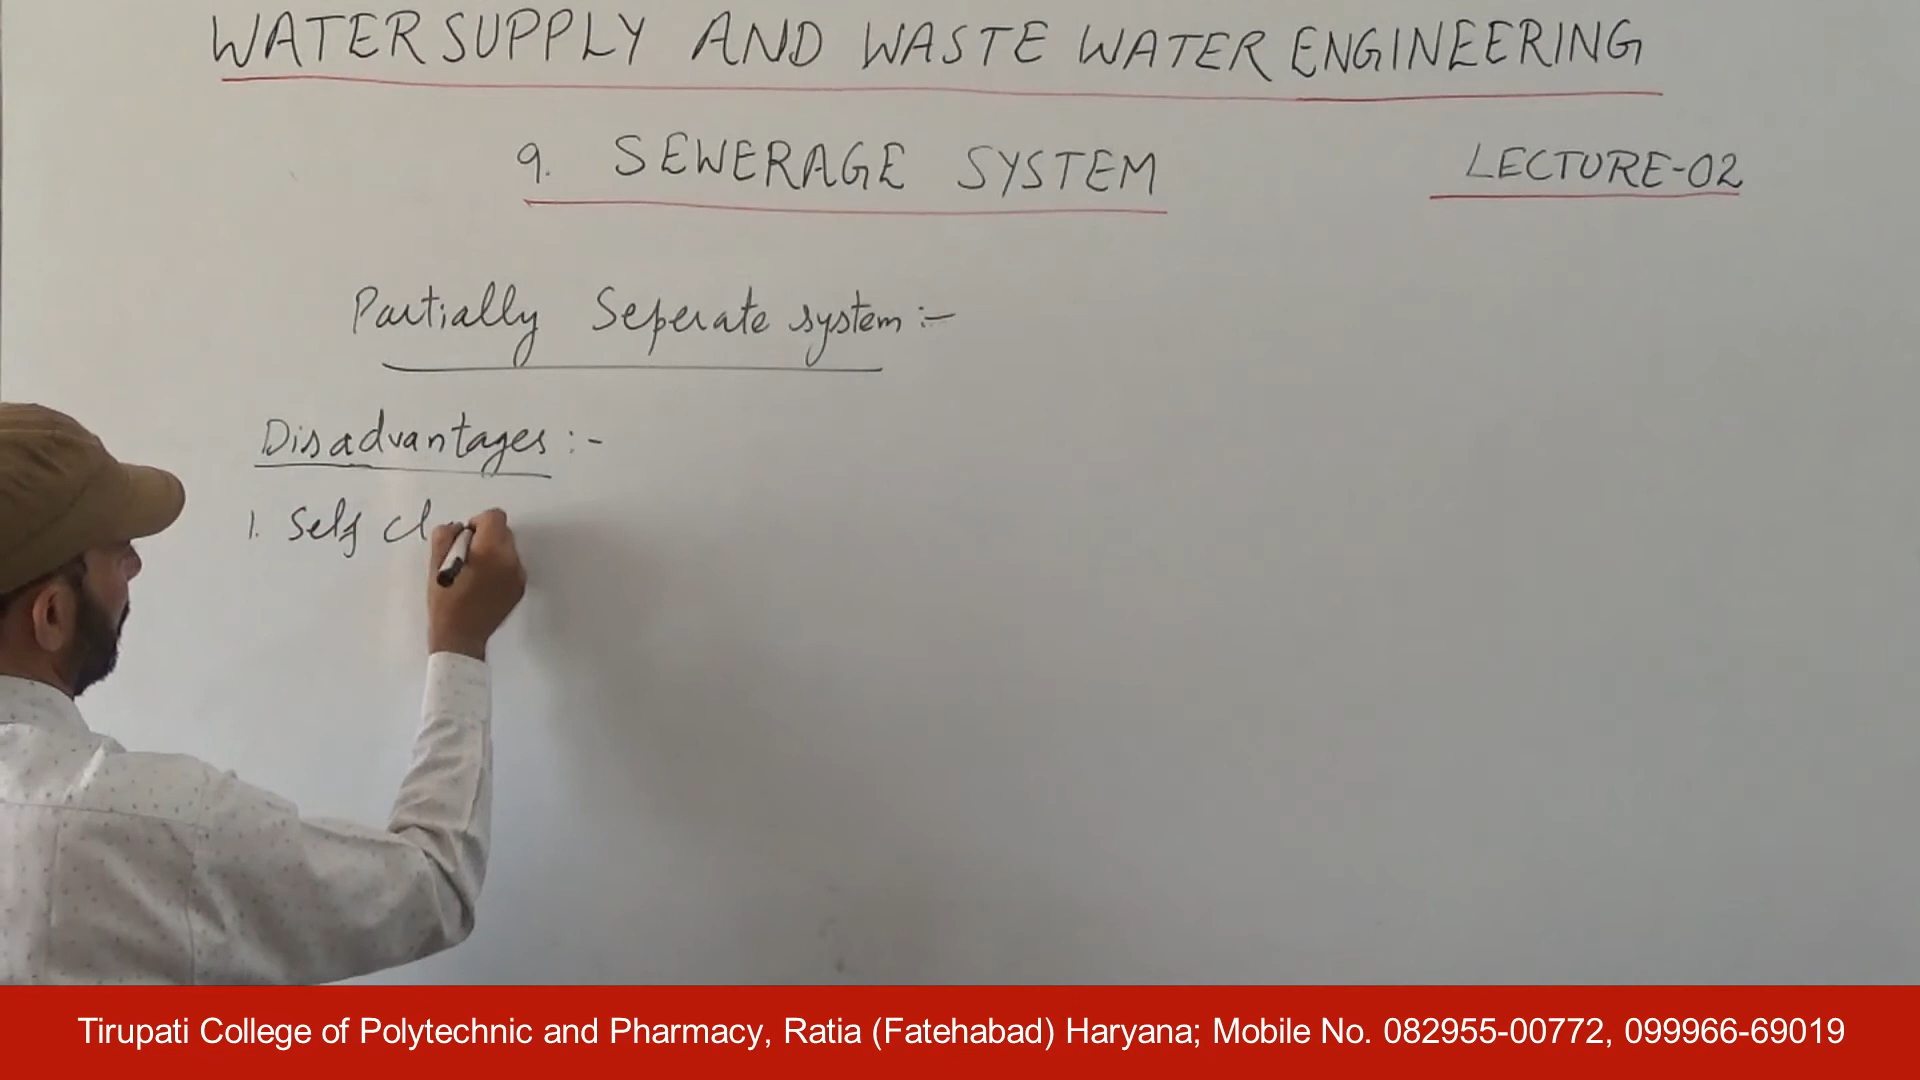 WATER SUPPLY AND WASTE WATER ENGINEERING
9. SEWERAGE SYSTEM
LECTURE-02
Partially Seperate system :-
Disadvantages :-
1. Self cl
Tirupati College of Polytechnic and Pharmacy, Ratia (Fatehabad) Haryana; Mobile No. 082955-00772, 099966-69019